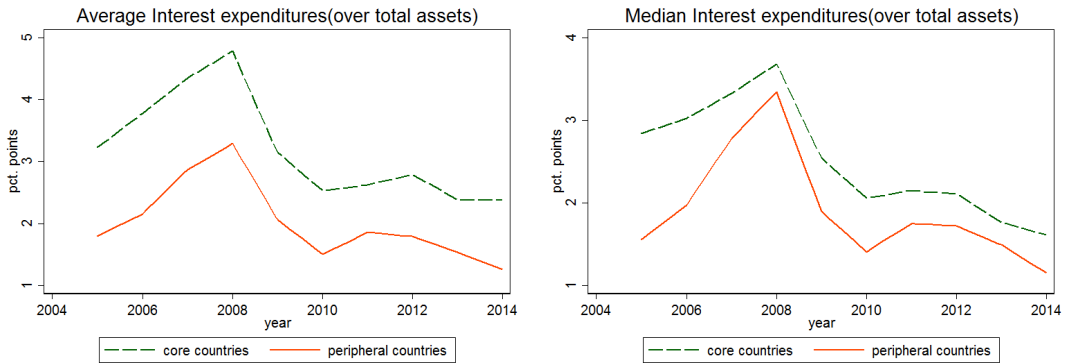 Average Interest expenditures(over total assets)
pct. points
5
4
3
2
1
2004 2006 2008 2010 2012 2014
year
core countries peripheral countries
Median Interest expenditures(over total assets)
pct. points
4
3
2
1
2004 2006 2008 2010 2012 2014
year
core countries peripheral countries